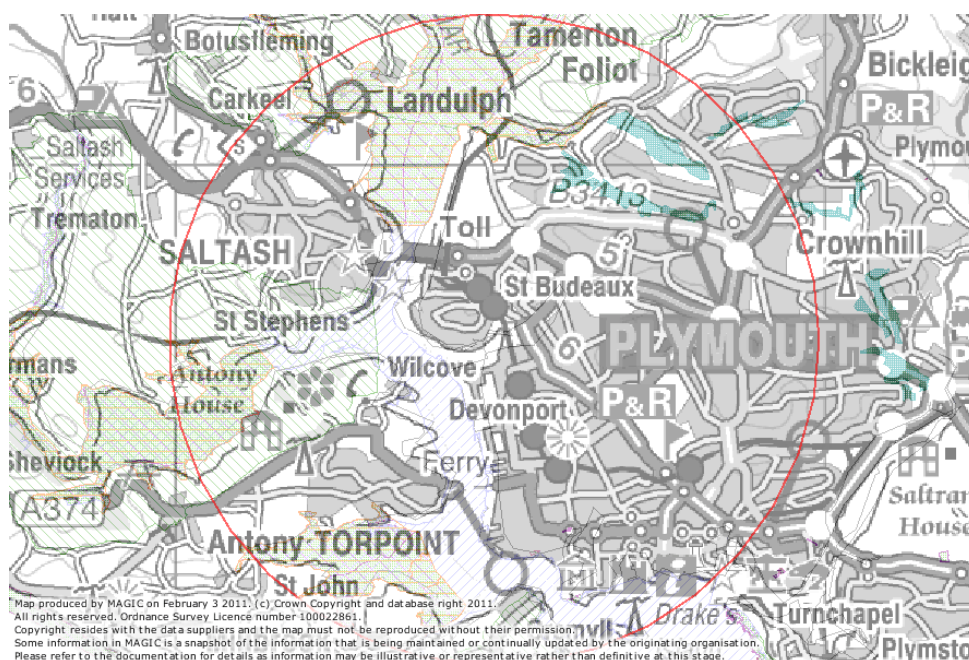 Hatt
Botusfleming
Tamerton
Foliot
Bickleig
Carkeel
Landulph
P&R
6
Saltash
Services
S
Plymou
B3413
Trematon
Toll
Crownhill
SALTASH
5
St Budeaux
St Stephens
PLYMOUTH
6
rmans
Antony
House
Wilcove
P
Devonport
P&R
Sheviock
Ferry
A374
Saltram
House
Antony TORPOINT
St John
Drake's
Turnchapel
Plymsto
Map produced by MAGIC on February 3 2011. (c) Crown Copyright and database right 2011.
All rights reserved. Ordnance Survey Licence number 100022861.
Copyright resides with the data suppliers and the map must not be reproduced without their permission.
Some information in MAGIC is a snapshot of the information that is being maintained or continually updated by the originating organisation.
Please refer to the documentation for details as information may be illustrative or representative rather than definitive at this stage.